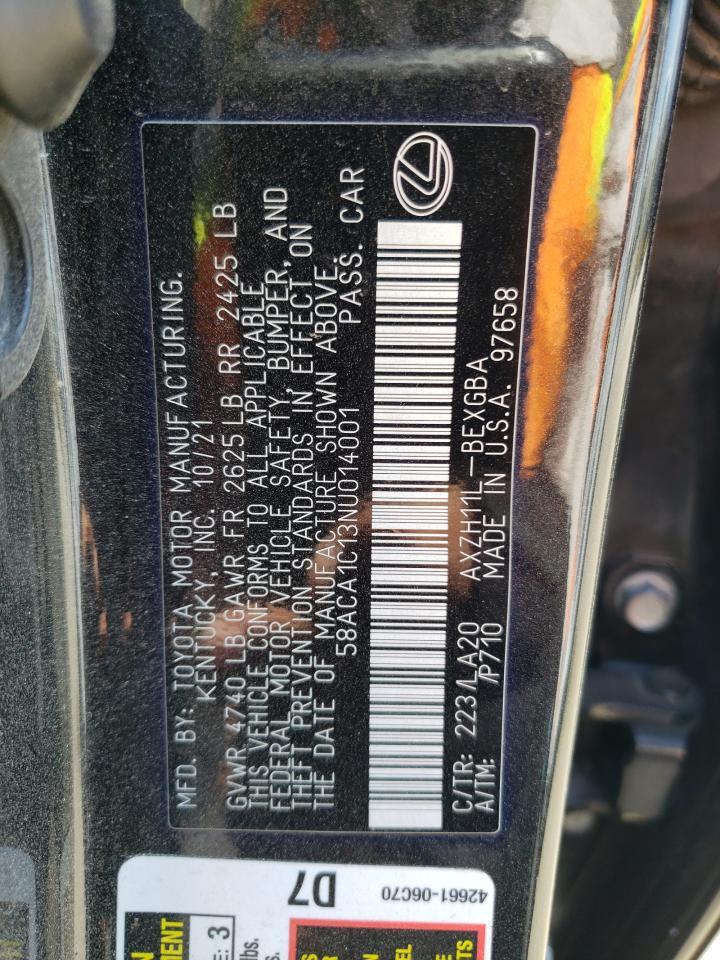 MFD. BY: TOYOTA MOTOR MANUFACTURING.
KENTUCKY, INC. 10/21
GVWR 4740 LB GAWR FR 2625 LB RR 2425 LB
THIS VEHICLE CONFORMS TO ALL APPLICABLE
FEDERAL MOTOR VEHICLE SAFETY, BUMPER, AND
THEFT PREVENTION STANDARDS IN EFFECT ON
THE DATE OF MANUFACTURE SHOWN ABOVE.
58ACA1C13NU014001 PASS. CAR
C/TR: 223/LA20 AXZH11L-BEXGBA
A/TM: /P710 MADE IN U.S.A. 97658
D7
42661-06C70
3
lbs.